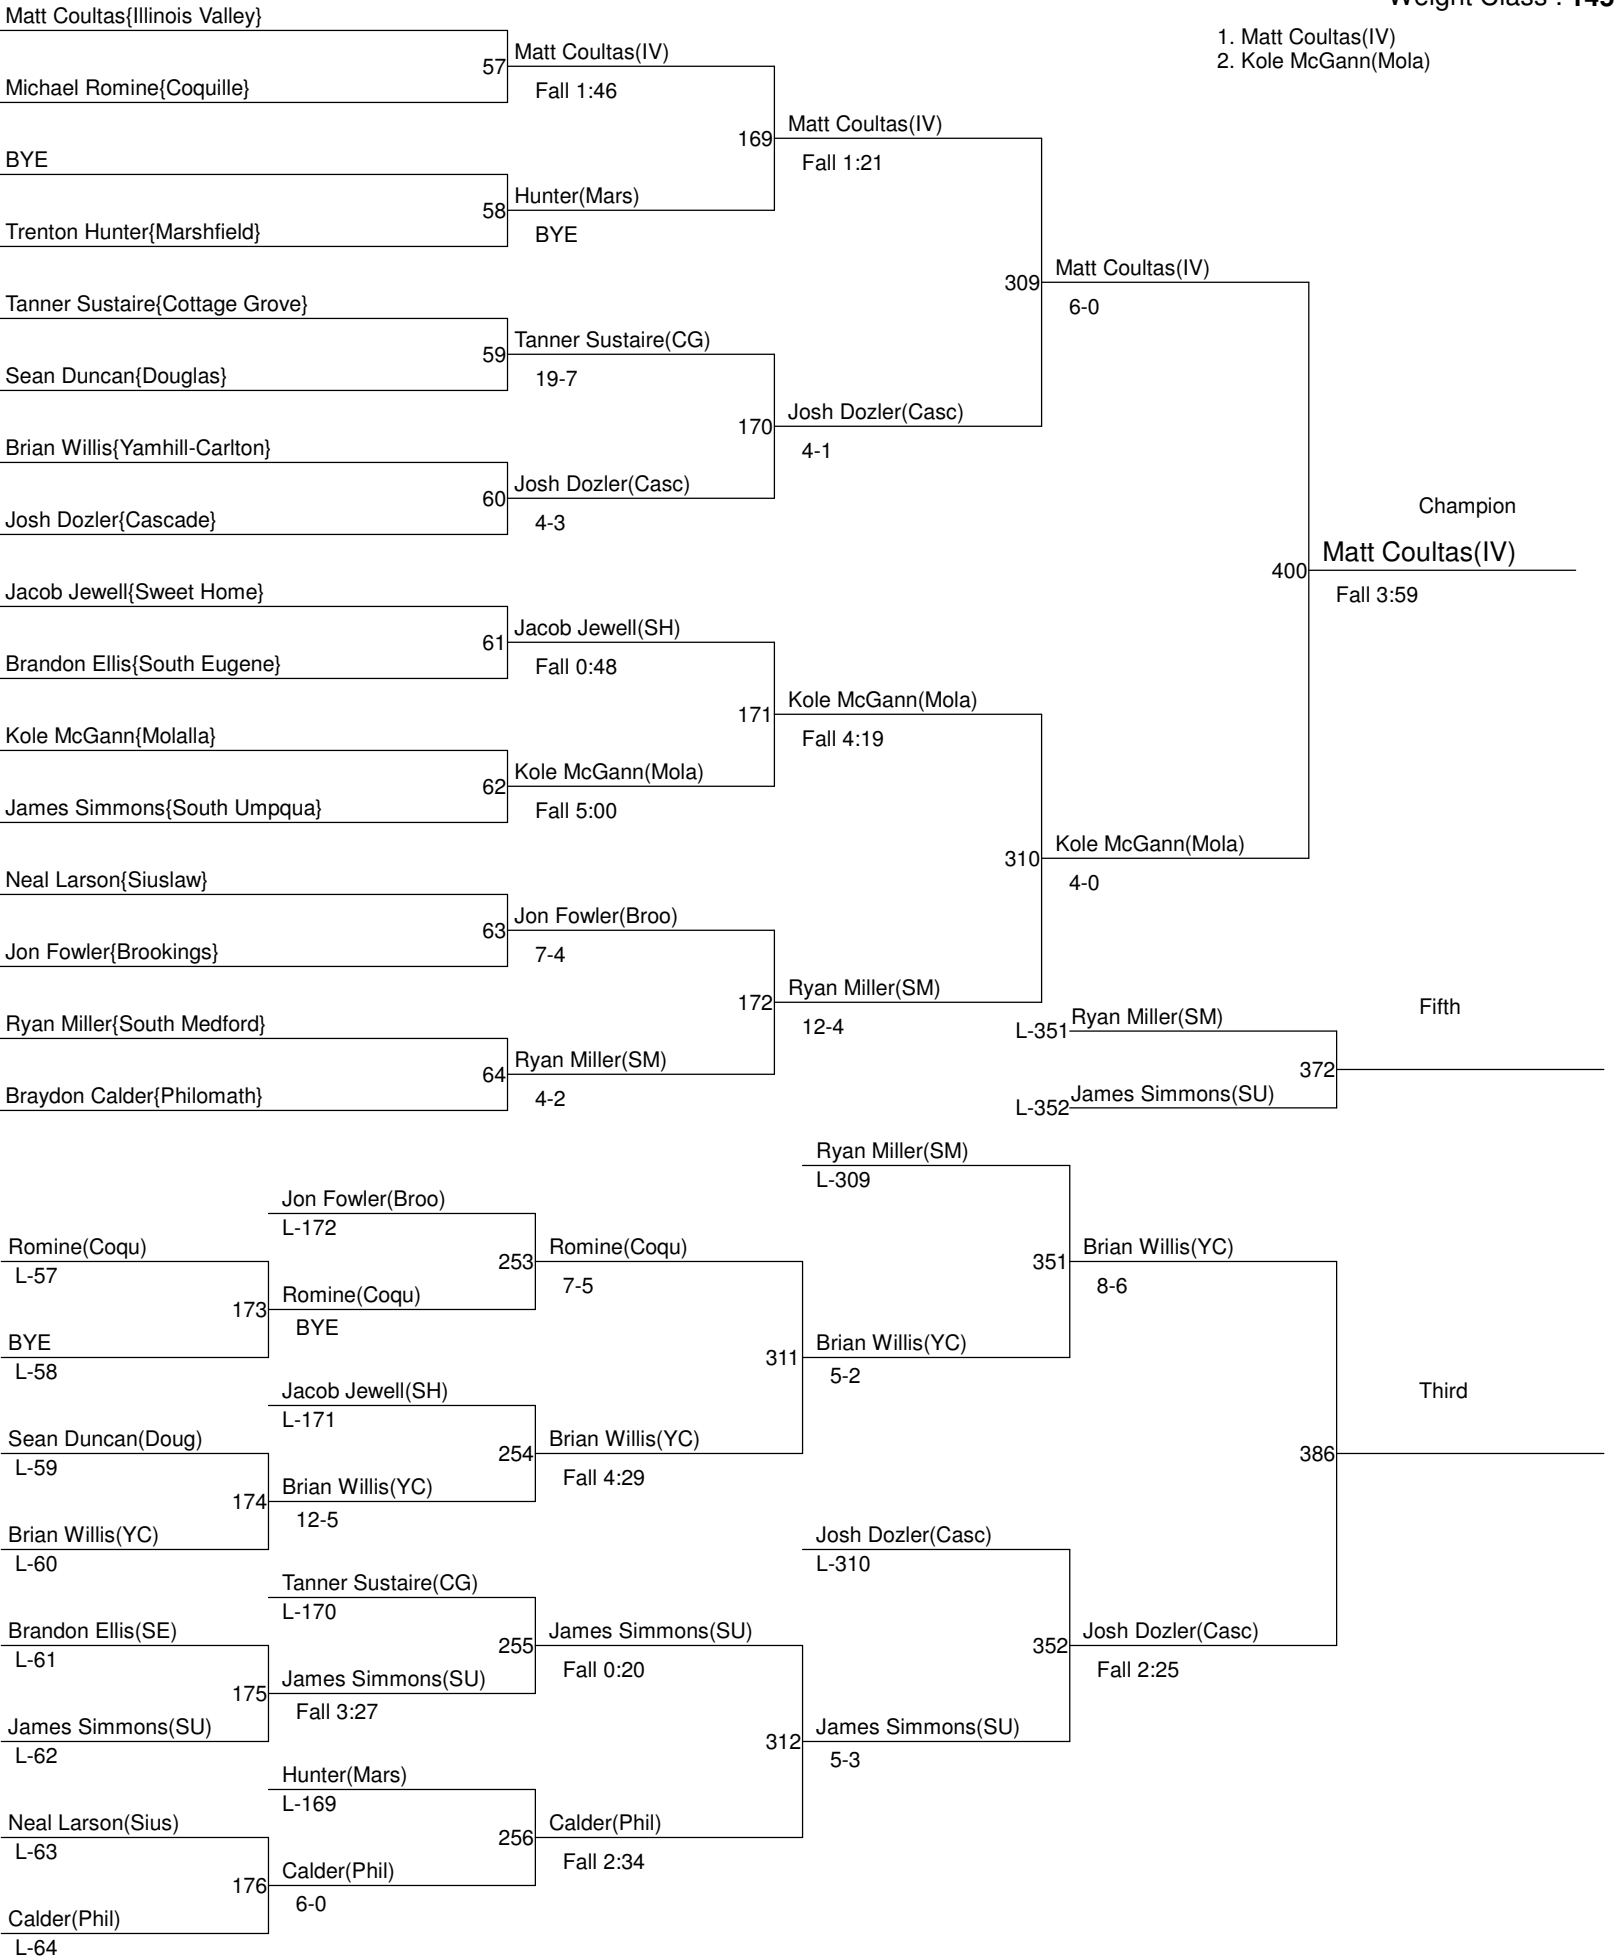 Weight Class :
1. Matt Coultas(IV)
2. Kole McGann(Mola)
Matt Coultas{Illinois Valley}
57
Michael Romine{Coquille}
Matt Coultas(IV)
Fall 1:46
BYE
58
Trenton Hunter{Marshfield}
Hunter(Mars)
BYE
169
Matt Coultas(IV)
Fall 1:21
Tanner Sustaire{Cottage Grove}
59
Sean Duncan{Douglas}
Tanner Sustaire(CG)
19-7
Brian Willis{Yamhill-Carlton}
60
Josh Dozler{Cascade}
Josh Dozler(Casc)
4-3
170
Josh Dozler(Casc)
4-1
309
Matt Coultas(IV)
6-0
Jacob Jewell{Sweet Home}
61
Brandon Ellis{South Eugene}
Jacob Jewell(SH)
Fall 0:48
Kole McGann{Molalla}
62
James Simmons{South Umpqua}
Kole McGann(Mola)
Fall 5:00
171
Kole McGann(Mola)
Fall 4:19
Neal Larson{Siuslaw}
63
Jon Fowler{Brookings}
Jon Fowler(Broo)
7-4
Ryan Miller{South Medford}
64
Braydon Calder{Philomath}
Ryan Miller(SM)
4-2
172
Ryan Miller(SM)
12-4
310
Kole McGann(Mola)
4-0
Champion
400
Matt Coultas(IV)
Fall 3:59
Fifth
L-351
Ryan Miller(SM)
372
L-352
James Simmons(SU)
Romine(Coqu)
L-57
173
BYE
L-58
Jon Fowler(Broo)
L-172
253
Romine(Coqu)
BYE
Romine(Coqu)
7-5
Sean Duncan(Doug)
L-59
174
Brian Willis(YC)
L-60
Jacob Jewell(SH)
L-171
254
Brian Willis(YC)
12-5
Brian Willis(YC)
Fall 4:29
Ryan Miller(SM)
L-309
311
Brian Willis(YC)
5-2
351
Brian Willis(YC)
8-6
Brandon Ellis(SE)
L-61
175
James Simmons(SU)
L-62
Tanner Sustaire(CG)
L-170
255
James Simmons(SU)
Fall 3:27
James Simmons(SU)
Fall 0:20
Neal Larson(Sius)
L-63
176
Calder(Phil)
L-64
Hunter(Mars)
L-169
256
Calder(Phil)
6-0
Calder(Phil)
Fall 2:34
Josh Dozler(Casc)
L-310
312
James Simmons(SU)
5-3
352
Josh Dozler(Casc)
Fall 2:25
Third
386